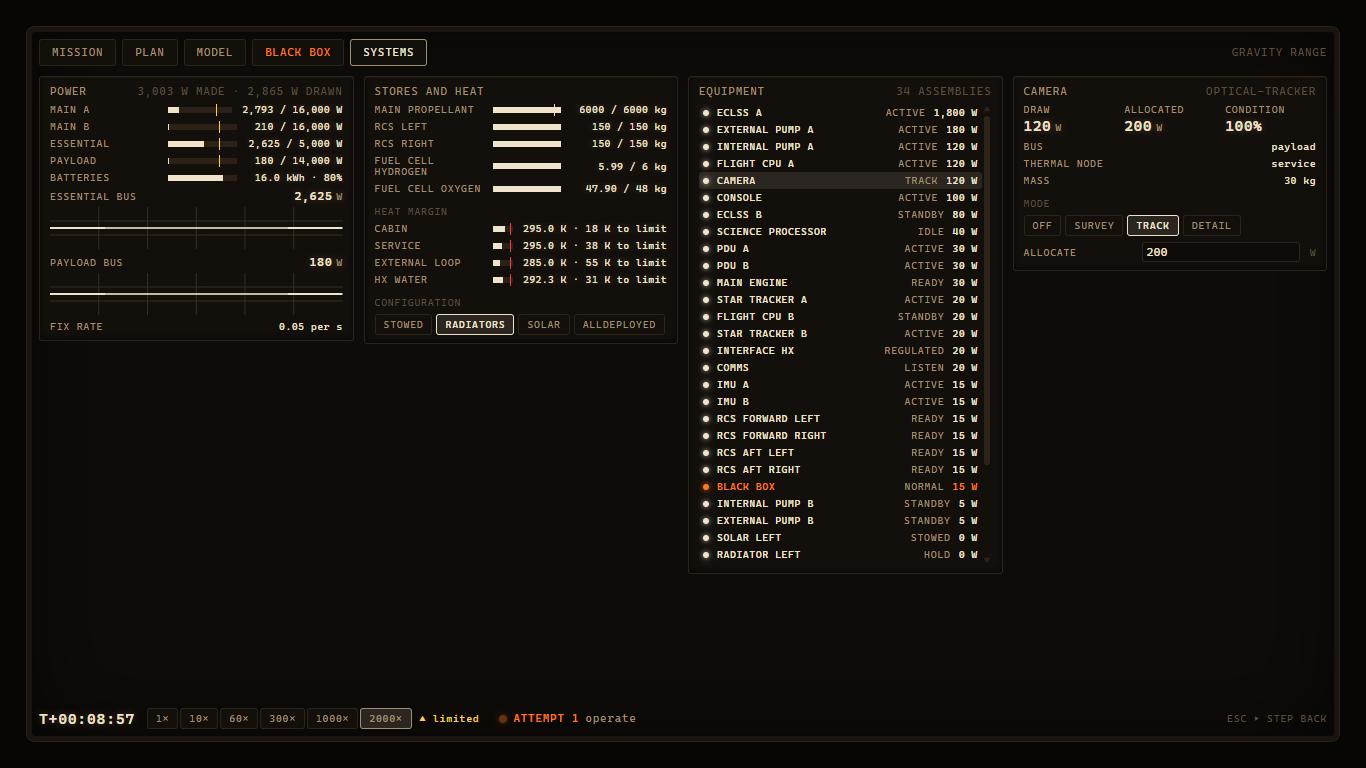 MISSION PLAN MODEL BLACK BOX SYSTEMS GRAVITY RANGE
POWER 3,003 W MADE · 2,865 W DRAWN
MAIN A 2,793 / 16,000 W
MAIN B 210 / 16,000 W
ESSENTIAL 2,625 / 5,000 W
PAYLOAD 180 / 14,000 W
BATTERIES 16.0 kWh · 80%
ESSENTIAL BUS 2,625 W
PAYLOAD BUS 180 W
FIX RATE 0.05 per s
STORES AND HEAT
MAIN PROPELLANT 6000 / 6000 kg
RCS LEFT 150 / 150 kg
RCS RIGHT 150 / 150 kg
FUEL CELL
HYDROGEN 5.99 / 6 kg
FUEL CELL OXYGEN 47.90 / 48 kg
HEAT MARGIN
CABIN 295.0 K · 18 K to limit
SERVICE 295.0 K · 38 K to limit
EXTERNAL LOOP 285.0 K · 55 K to limit
HX WATER 292.3 K · 31 K to limit
CONFIGURATION
STOWED RADIATORS SOLAR ALLDEPLOYED
EQUIPMENT 34 ASSEMBLIES
ECLSS A ACTIVE 1,800 W
EXTERNAL PUMP A ACTIVE 180 W
INTERNAL PUMP A ACTIVE 120 W
FLIGHT CPU A ACTIVE 120 W
CAMERA TRACK 120 W
CONSOLE ACTIVE 100 W
ECLSS B STANDBY 80 W
SCIENCE PROCESSOR IDLE 40 W
PDU A ACTIVE 30 W
PDU B ACTIVE 30 W
MAIN ENGINE READY 30 W
STAR TRACKER A ACTIVE 20 W
FLIGHT CPU B STANDBY 20 W
STAR TRACKER B ACTIVE 20 W
INTERFACE HX REGULATED 20 W
COMMS LISTEN 20 W
IMU A ACTIVE 15 W
IMU B ACTIVE 15 W
RCS FORWARD LEFT READY 15 W
RCS FORWARD RIGHT READY 15 W
RCS AFT LEFT READY 15 W
RCS AFT RIGHT READY 15 W
BLACK BOX NORMAL 15 W
INTERNAL PUMP B STANDBY 5 W
EXTERNAL PUMP B STANDBY 5 W
SOLAR LEFT STOWED 0 W
RADIATOR LEFT HOLD 0 W
CAMERA OPTICAL-TRACKER
DRAW ALLOCATED CONDITION
120 W 200 W 100%
BUS payload
THERMAL NODE service
MASS 30 kg
MODE
OFF SURVEY TRACK DETAIL
ALLOCATE 200 W
T+00:08:57 1× 10× 60× 300× 1000× 2000× ▲ limited ATTEMPT 1 operate ESC ▸ STEP BACK